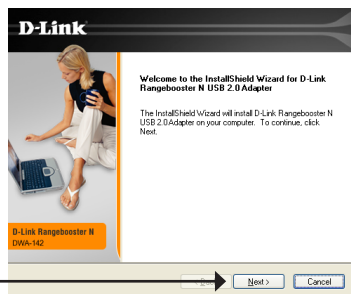 D-Link
Welcome to the InstallShield Wizard for D-Link
Rangebooster N USB 2.0 Adapter
The InstallShield Wizard will install D-Link Rangebooster N
USB 2.0 Adapter on your computer. To continue, click
Next.
D-Link Rangebooster N
DWA-142
Next >
Cancel